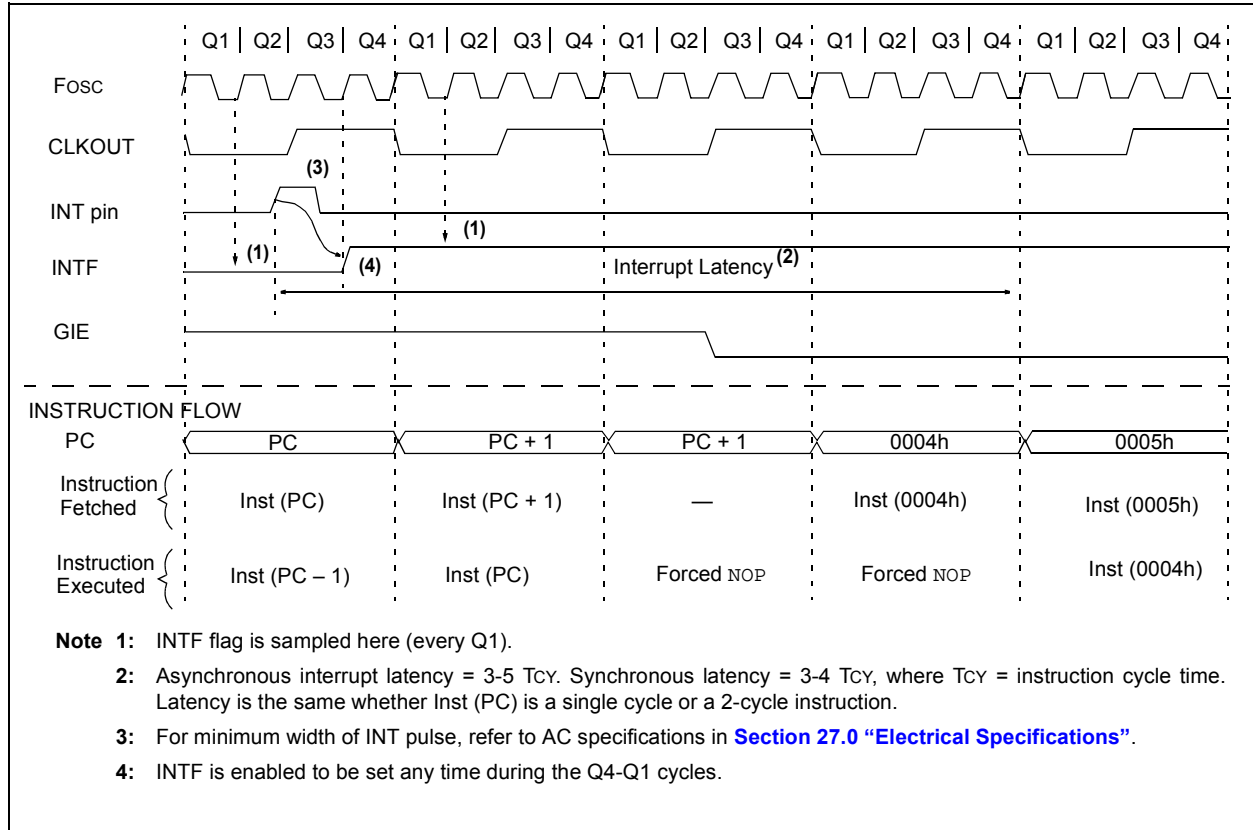 Q1 | Q2 | Q3 | Q4 Q1 | Q2 | Q3 | Q4 Q1 | Q2 | Q3 | Q4 Q1 | Q2 | Q3 | Q4 Q1 | Q2 | Q3 | Q4
FOSC
CLKOUT
(3)
INT pin
(1)
(1)
INTF
(4)
Interrupt Latency(2)
GIE
INSTRUCTION FLOW
PC PC PC + 1 PC + 1 0004h 0005h
Instruction
Fetched
Inst (PC) Inst (PC + 1) — Inst (0004h) Inst (0005h)
Instruction
Executed
Inst (PC – 1) Inst (PC) Forced NOP Forced NOP Inst (0004h)
Note 1: INTF flag is sampled here (every Q1).
2: Asynchronous interrupt latency = 3-5 TCY. Synchronous latency = 3-4 TCY, where TCY = instruction cycle time.
Latency is the same whether Inst (PC) is a single cycle or a 2-cycle instruction.
3: For minimum width of INT pulse, refer to AC specifications in Section 27.0 “Electrical Specifications”.
4: INTF is enabled to be set any time during the Q4-Q1 cycles.